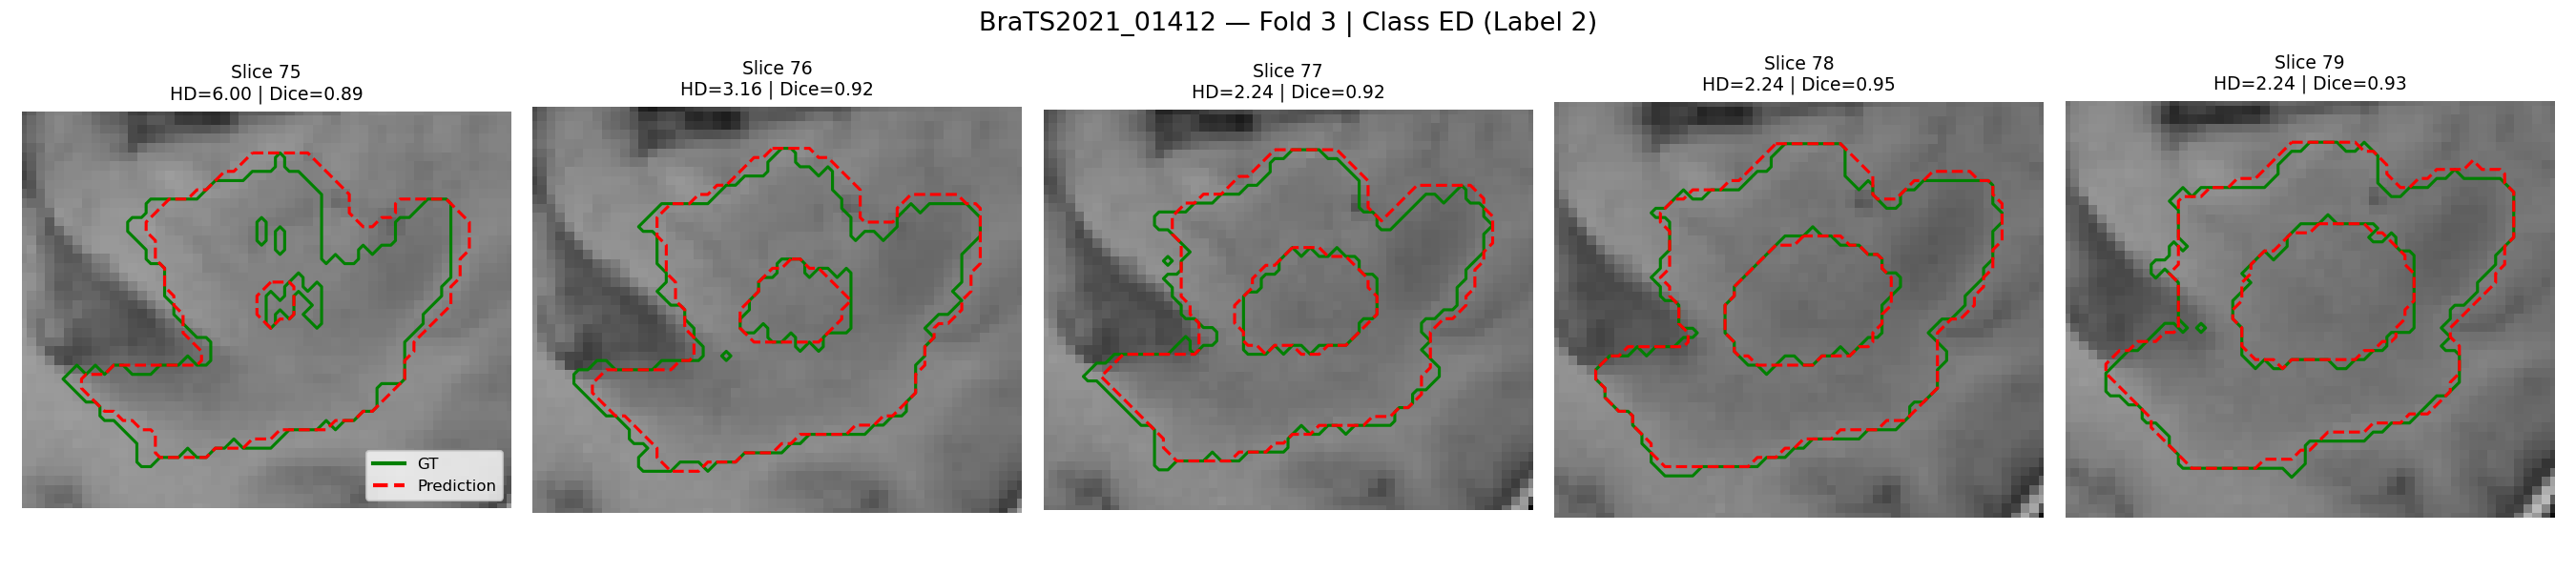 BraTS2021_01412 — Fold 3 | Class ED (Label 2)
Slice 75
HD=6.00 | Dice=0.89
Slice 76
HD=3.16 | Dice=0.92
Slice 77
HD=2.24 | Dice=0.92
Slice 78
HD=2.24 | Dice=0.95
Slice 79
HD=2.24 | Dice=0.93
GT
Prediction